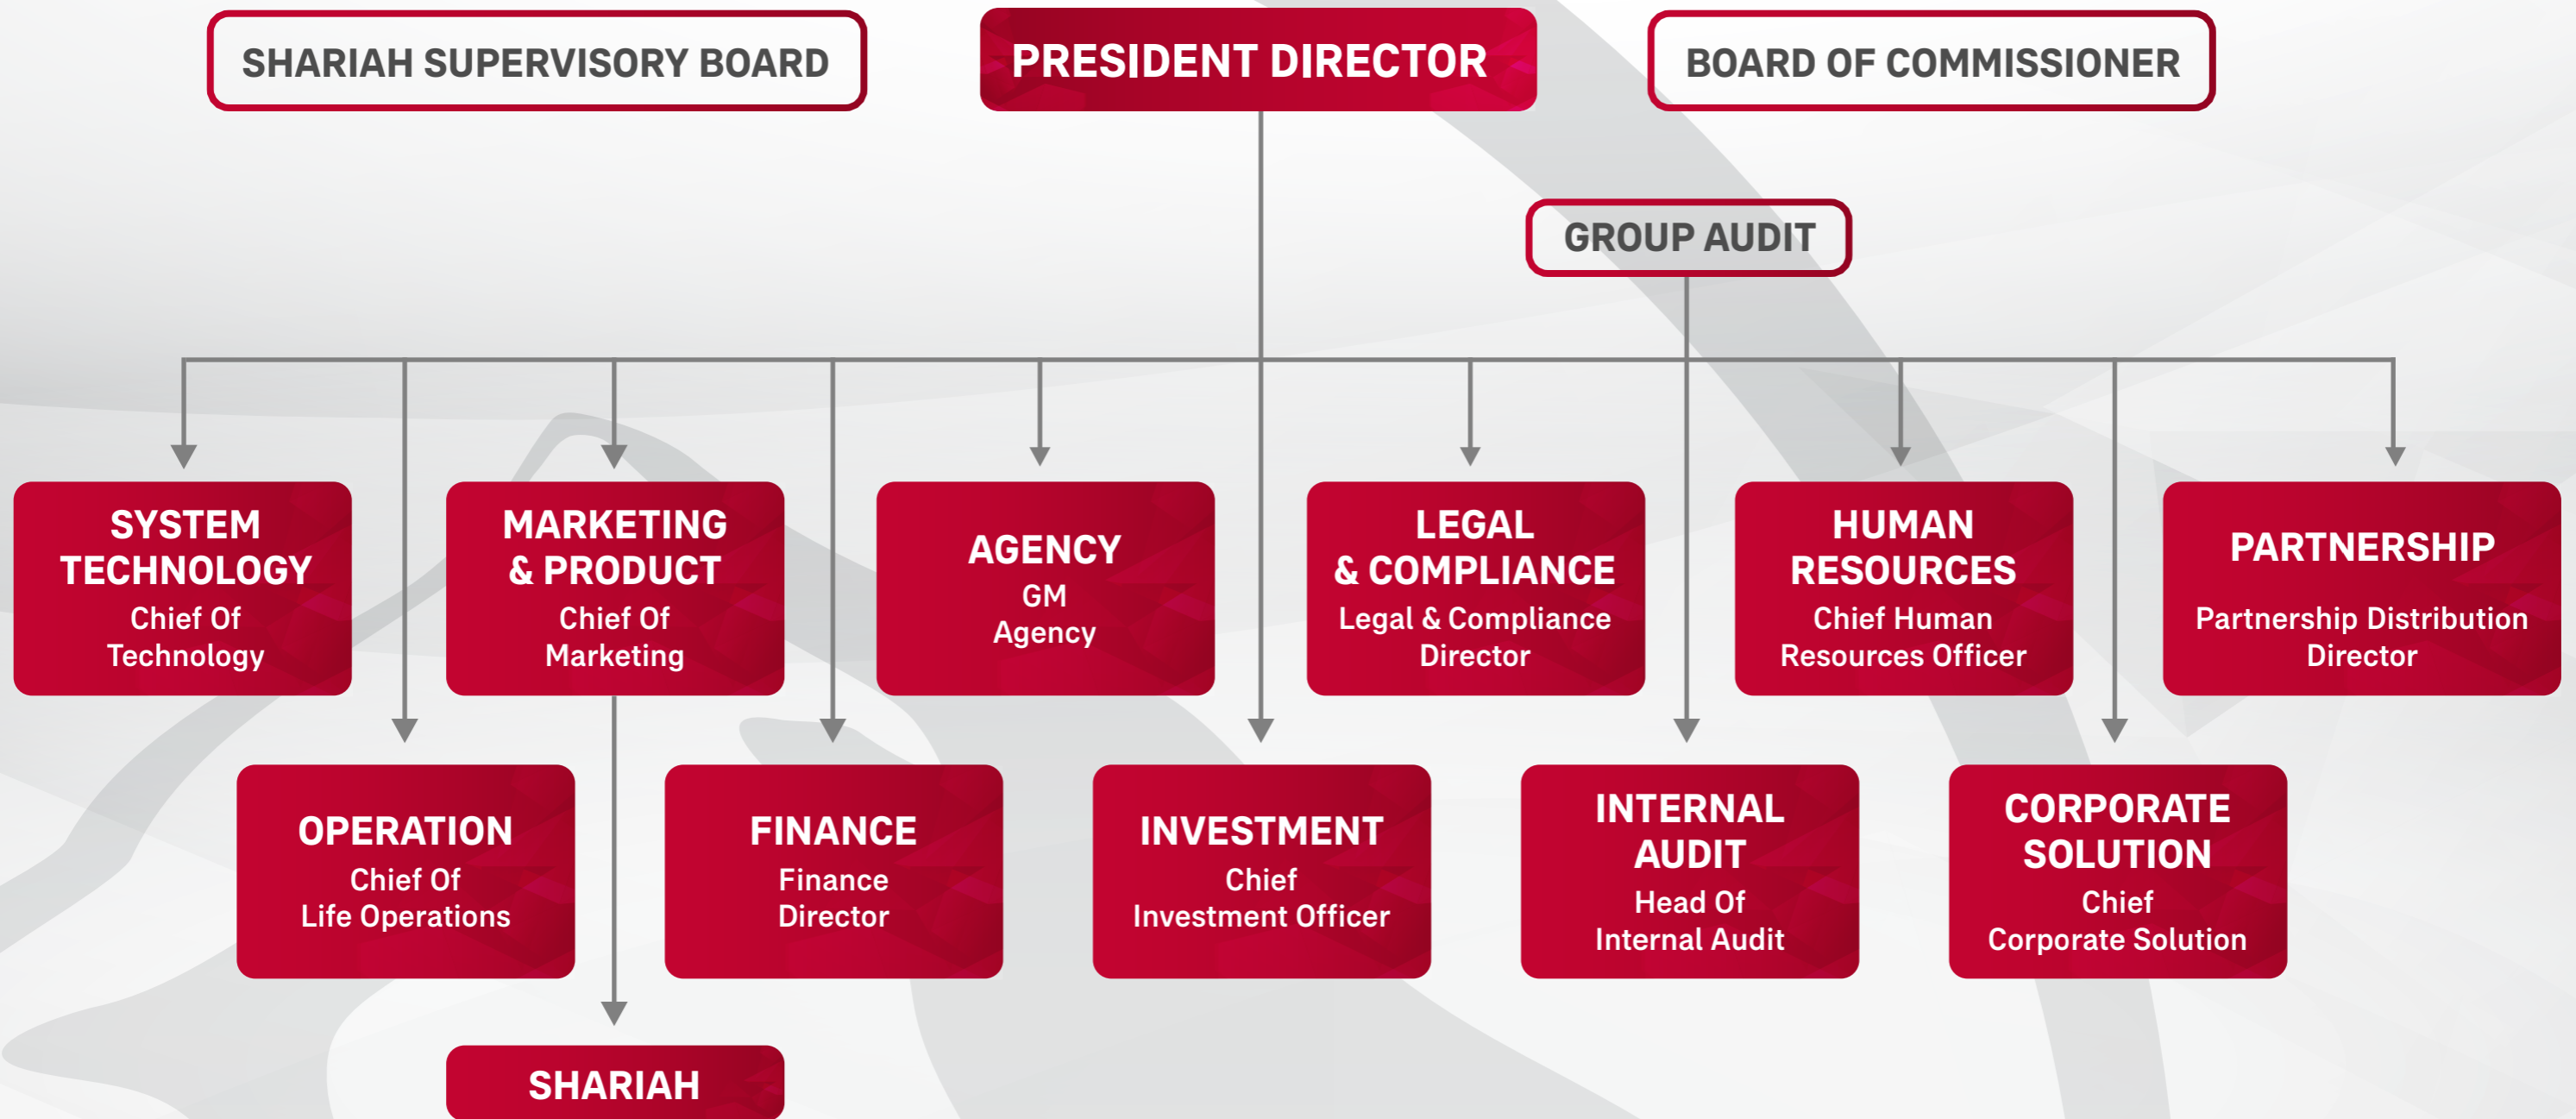 SHARIAH SUPERVISORY BOARD
PRESIDENT DIRECTOR
BOARD OF COMMISSIONER
GROUP AUDIT
SYSTEM
TECHNOLOGY
Chief Of
Technology
MARKETING
& PRODUCT
Chief Of
Marketing
AGENCY
GM
Agency
LEGAL
& COMPLIANCE
Legal & Compliance
Director
HUMAN
RESOURCES
Chief Human
Resources Officer
PARTNERSHIP
Partnership Distribution
Director
OPERATION
Chief Of
Life Operations
FINANCE
Finance
Director
INVESTMENT
Chief
Investment Officer
INTERNAL
AUDIT
Head Of
Internal Audit
CORPORATE
SOLUTION
Chief
Corporate Solution
SHARIAH